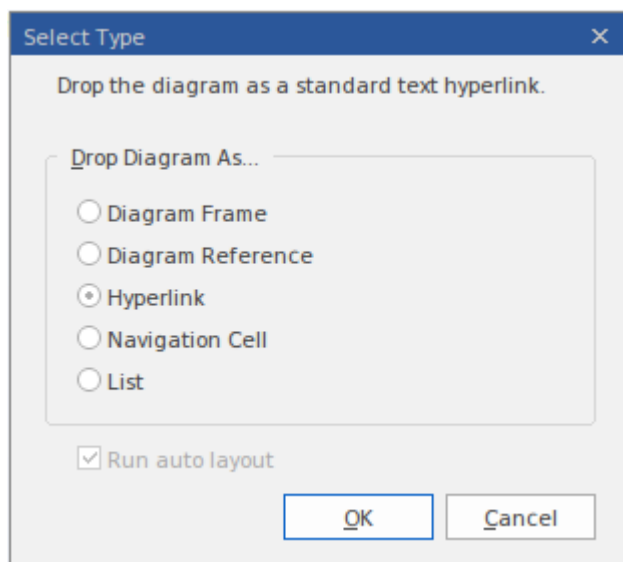 Select Type
Drop the diagram as a standard text hyperlink.
Drop Diagram As...
Diagram Frame
Diagram Reference
Hyperlink
Navigation Cell
List
Run auto layout
OK
Cancel